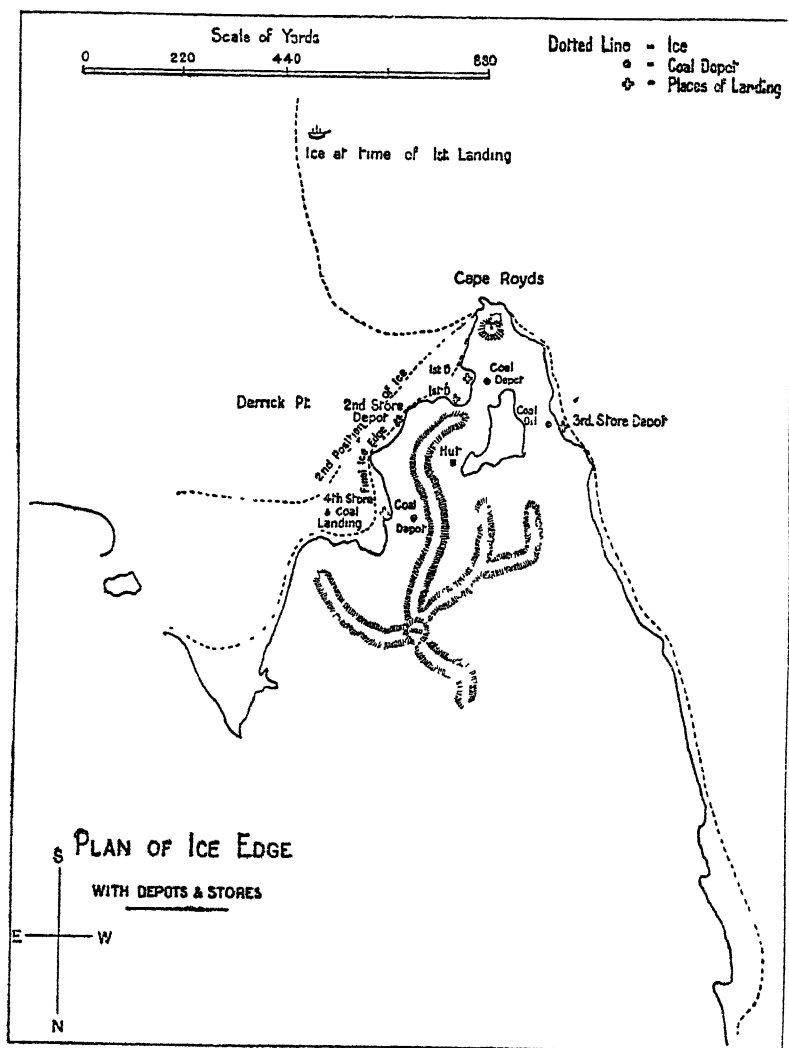 Scale of Yards
0 220 440 880
Dotted Line = Ice
= Coal Depot
= Places of Landing
Ice at time of 1st Landing
Cape Royds
1st D
Coal
Depot
1st D
Derrick Pt.
2nd Store
Depot
2nd Position of Ice
Final Ice Edge
Coal
Oil
3rd. Store Depot
Hut
4th Store
& Coal
Landing
Coal
Depot
PLAN OF ICE EDGE
WITH DEPOTS & STORES
S
E W
N